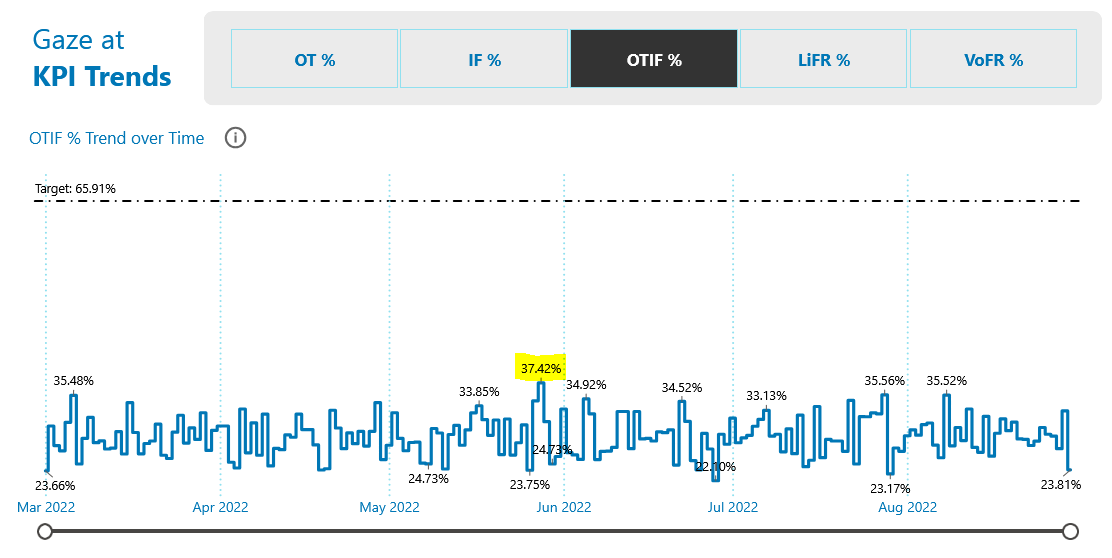 Gaze at
KPI Trends
OT %
IF %
OTIF %
LiFR %
VoFR %
OTIF % Trend over Time
i
Target: 65.91%
37.42%
35.48%
33.85%
34.92%
34.52%
33.13%
35.56%
35.52%
24.73%
22.10%
24.73%
23.66%
23.75%
23.17%
23.81%
Mar 2022
Apr 2022
May 2022
Jun 2022
Jul 2022
Aug 2022